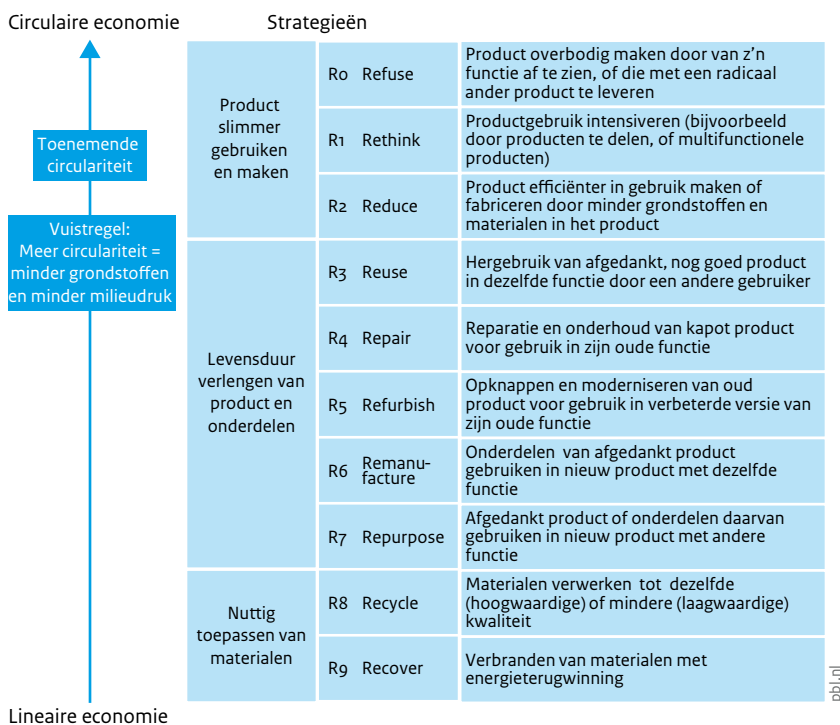 Circulaire economie
Strategieën
Toenemende
circulariteit
Vuistregel:
Meer circulariteit =
minder grondstoffen
en minder milieudruk
Lineaire economie
Product
slimmer
gebruiken
en maken
R0 Refuse
Product overbodig maken door van z'n
functie af te zien, of die met een radicaal
ander product te leveren
R1 Rethink
Productgebruik intensiveren (bijvoorbeeld
door producten te delen, of multifunctionele
producten)
R2 Reduce
Product efficiënter in gebruik maken of
fabriceren door minder grondstoffen en
materialen in het product
Levensduur
verlengen van
product en
onderdelen
R3 Reuse
Hergebruik van afgedankt, nog goed product
in dezelfde functie door een andere gebruiker
R4 Repair
Reparatie en onderhoud van kapot product
voor gebruik in zijn oude functie
R5 Refurbish
Opknappen en moderniseren van oud
product voor gebruik in verbeterde versie van
zijn oude functie
R6 Remanu-
facture
Onderdelen van afgedankt product
gebruiken in nieuw product met dezelfde
functie
R7 Repurpose
Afgedankt product of onderdelen daarvan
gebruiken in nieuw product met andere
functie
Nuttig
toepassen van
materialen
R8 Recycle
Materialen verwerken tot dezelfde
(hoogwaardige) of mindere (laagwaardige)
kwaliteit
R9 Recover
Verbranden van materialen met
energieterugwinning
pbl.nl